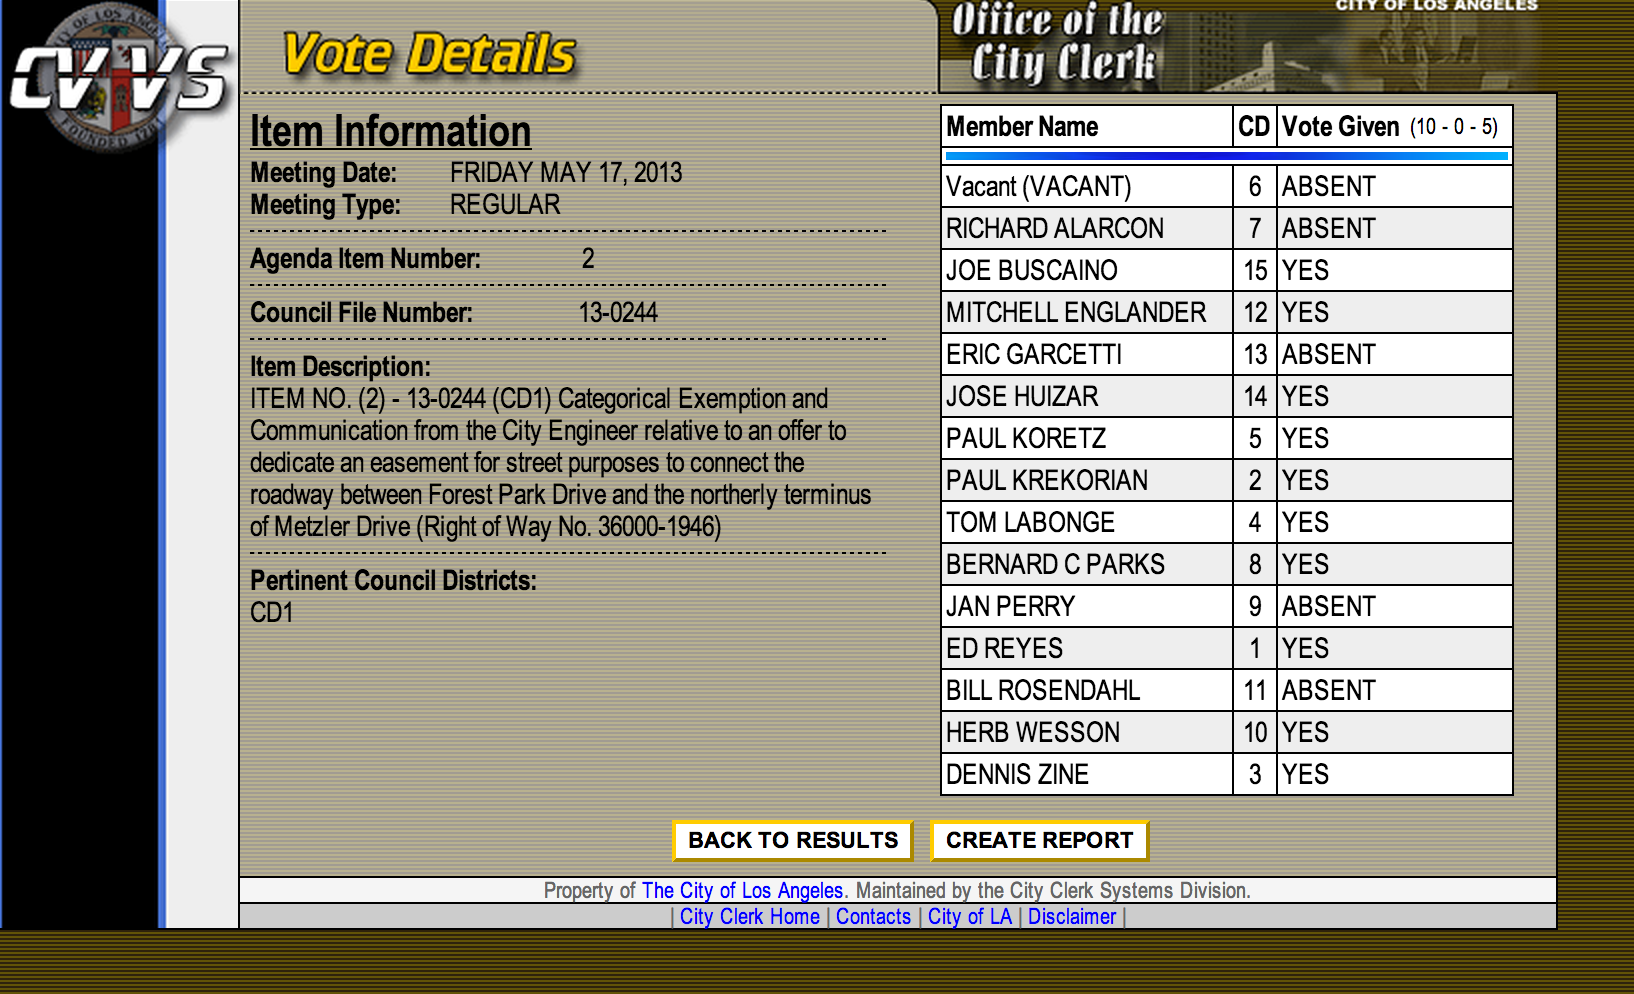 CITY OF LOS ANGELES
CVVS
FOUNDED 1781
Vote Details
Office of the
City Clerk
Item Information
Meeting Date: FRIDAY MAY 17, 2013
Meeting Type: REGULAR
Agenda Item Number: 2
Council File Number: 13-0244
Item Description:
ITEM NO. (2) - 13-0244 (CD1) Categorical Exemption and
Communication from the City Engineer relative to an offer to
dedicate an easement for street purposes to connect the
roadway between Forest Park Drive and the northerly terminus
of Metzler Drive (Right of Way No. 36000-1946)
Pertinent Council Districts:
CD1
Member Name CD Vote Given (10 - 0 - 5)
Vacant (VACANT) 6 ABSENT
RICHARD ALARCON 7 ABSENT
JOE BUSCAINO 15 YES
MITCHELL ENGLANDER 12 YES
ERIC GARCETTI 13 ABSENT
JOSE HUIZAR 14 YES
PAUL KORETZ 5 YES
PAUL KREKORIAN 2 YES
TOM LABONGE 4 YES
BERNARD C PARKS 8 YES
JAN PERRY 9 ABSENT
ED REYES 1 YES
BILL ROSENDAHL 11 ABSENT
HERB WESSON 10 YES
DENNIS ZINE 3 YES
BACK TO RESULTS CREATE REPORT
Property of The City of Los Angeles. Maintained by the City Clerk Systems Division.
| City Clerk Home | Contacts | City of LA | Disclaimer |